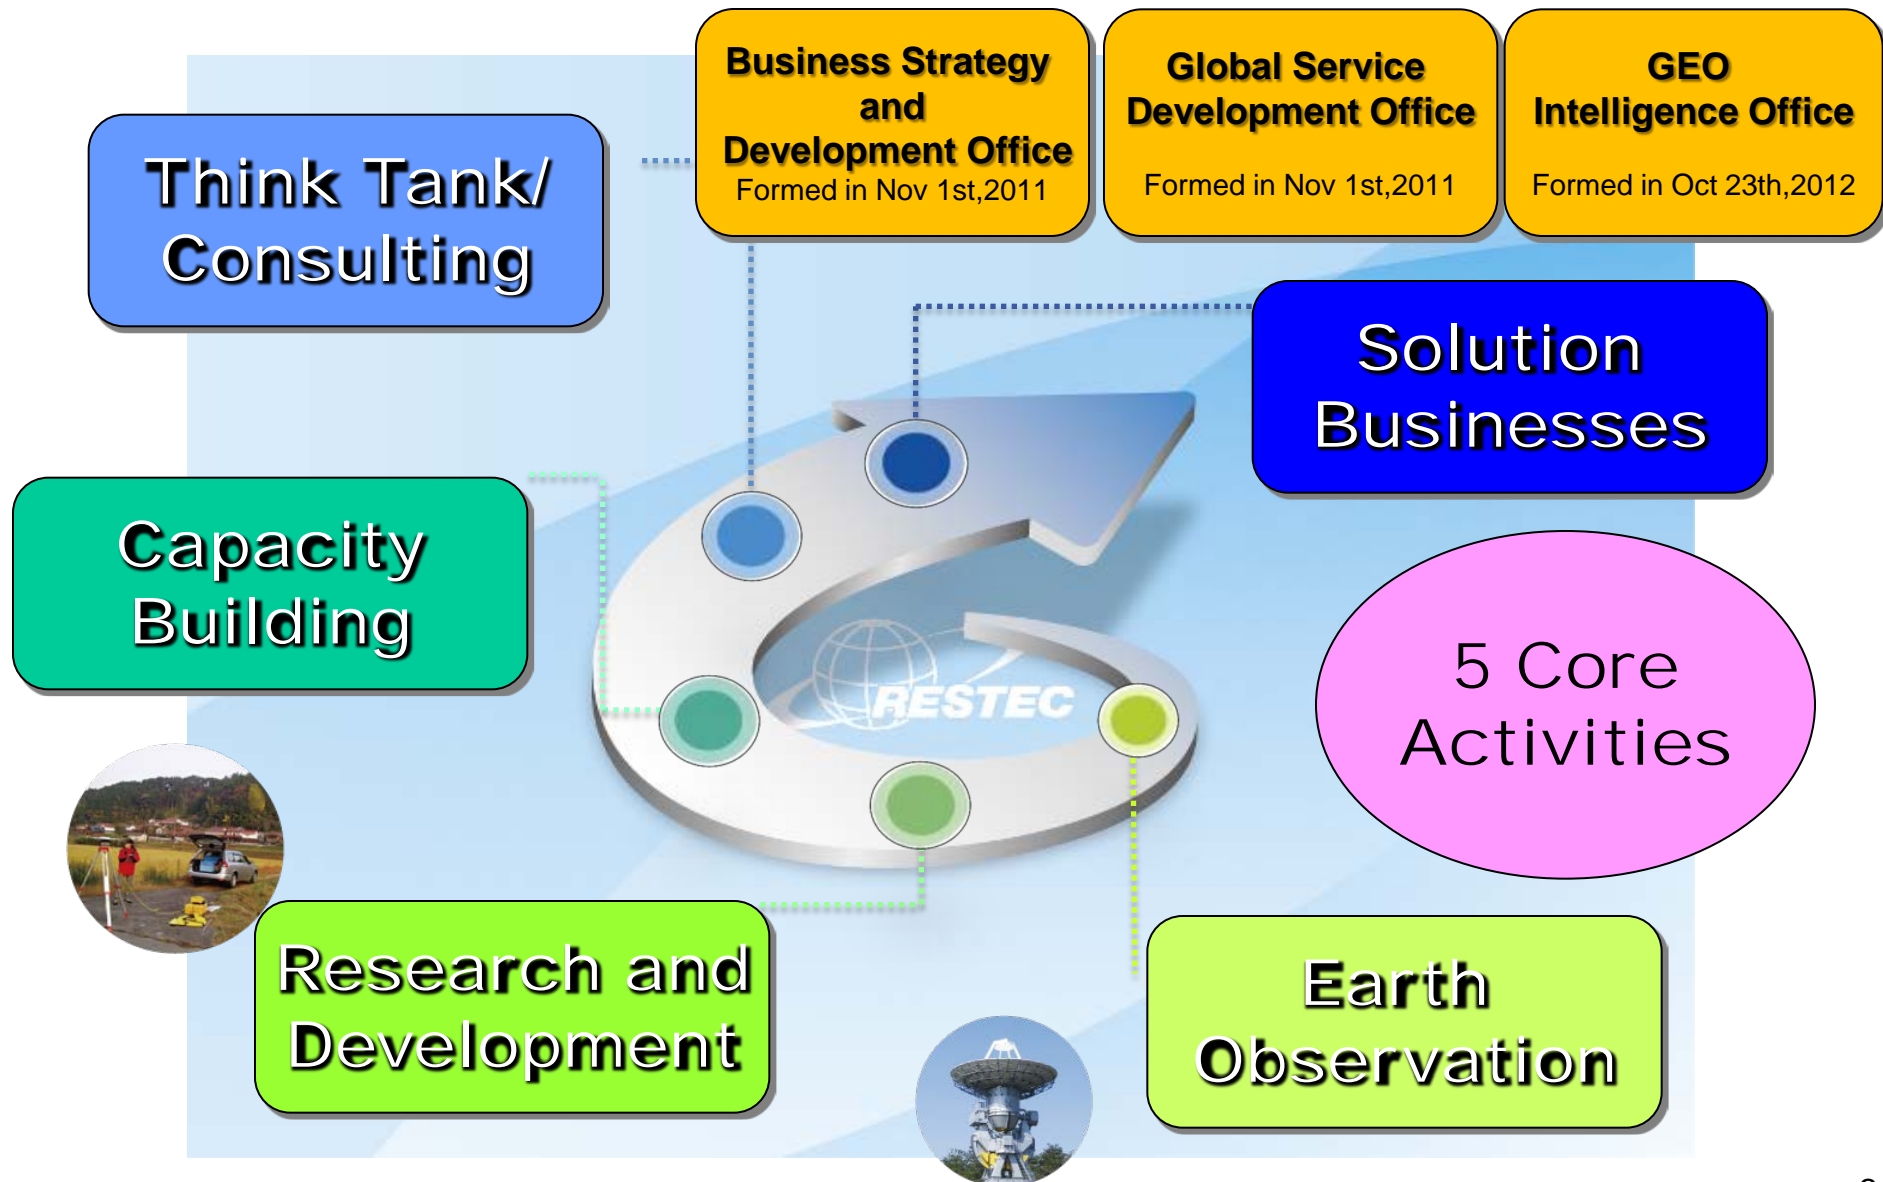 Business Strategy
and
Development Office
Formed in Nov 1st,2011
Global Service
Development Office
Formed in Nov 1st,2011
GEO
Intelligence Office
Formed in Oct 23th,2012
Think Tank/
Consulting
Solution
Businesses
Capacity
Building
5 Core
Activities
RESTEC
Research and
Development
Earth
Observation